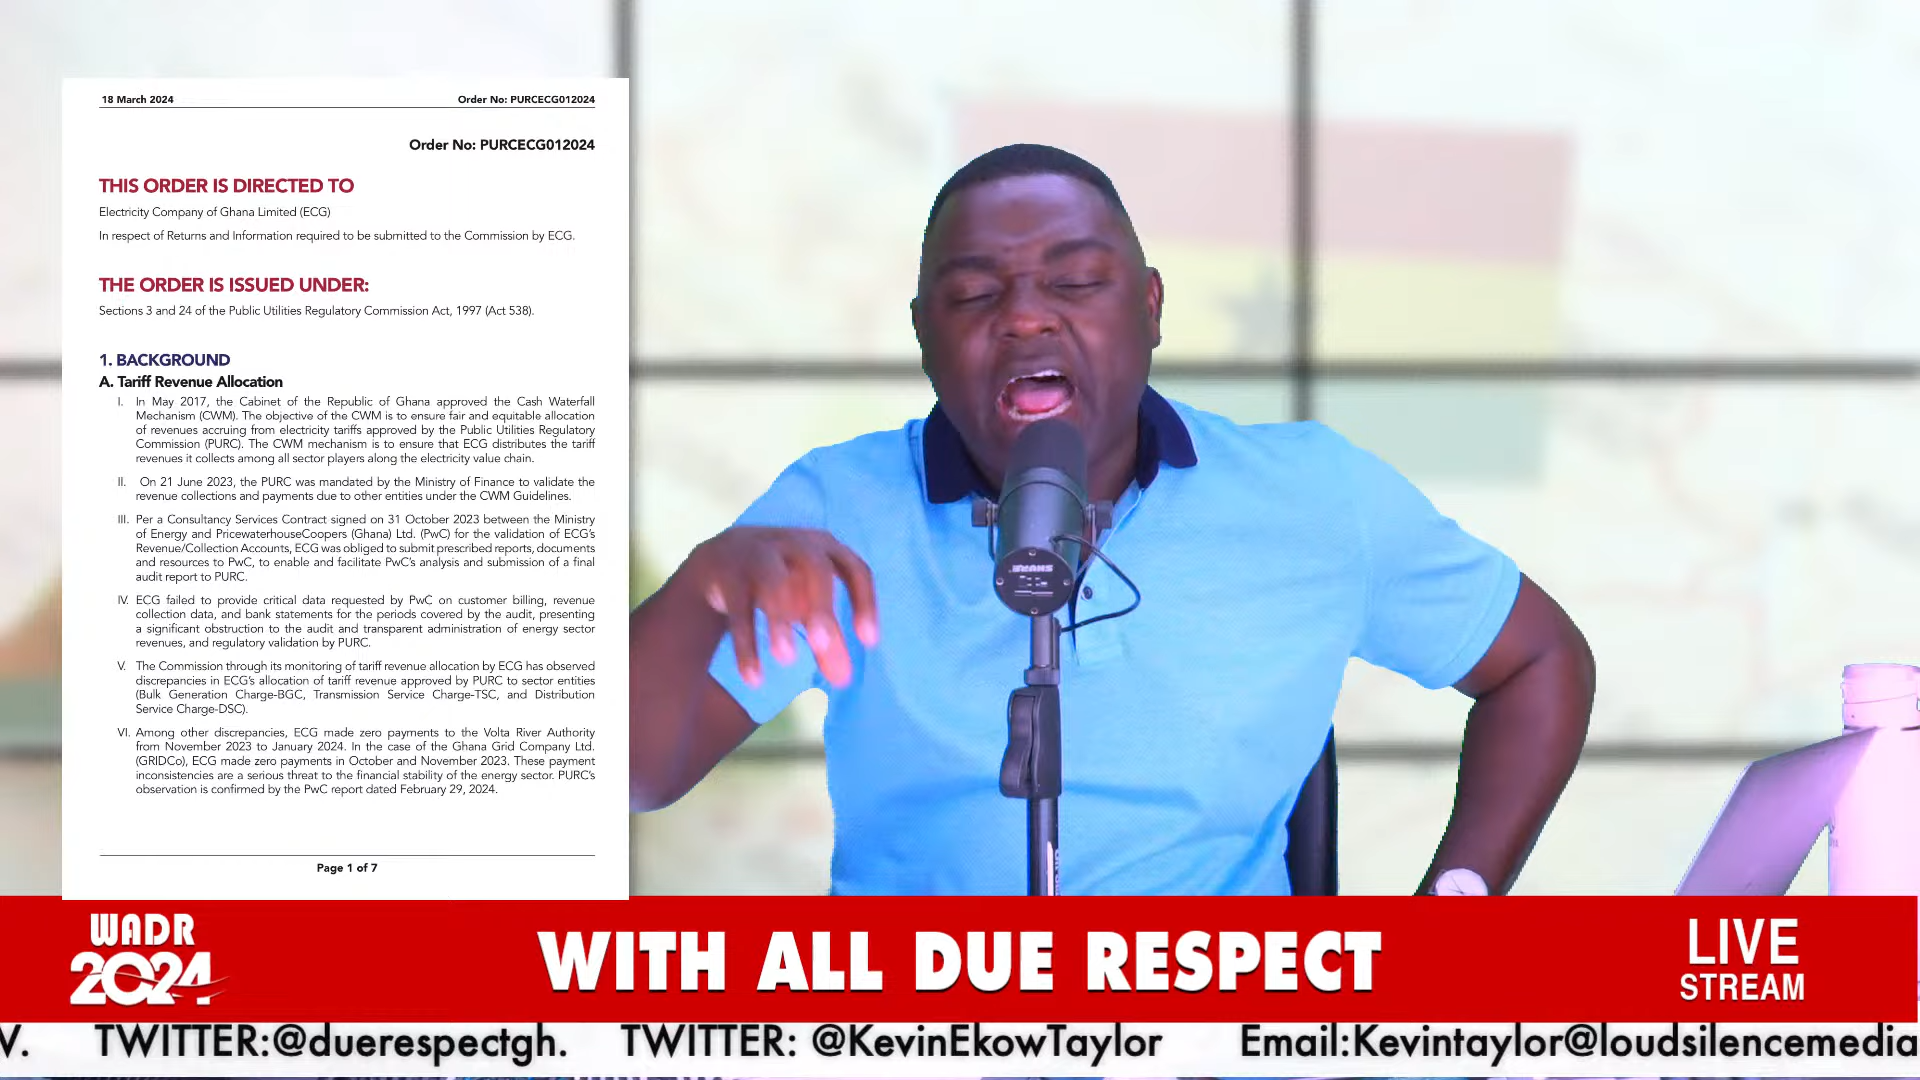 18 March 2024 Order No: PURCECG012024
Order No: PURCECG012024
THIS ORDER IS DIRECTED TO
Electricity Company of Ghana Limited (ECG)
In respect of Returns and Information required to be submitted to the Commission by ECG.
THE ORDER IS ISSUED UNDER:
Sections 3 and 24 of the Public Utilities Regulatory Commission Act, 1997 (Act 538).
1. BACKGROUND
A. Tariff Revenue Allocation
I. In May 2017, the Cabinet of the Republic of Ghana approved the Cash Waterfall
Mechanism (CWM). The objective of the CWM is to ensure fair and equitable allocation
of revenues accruing from electricity tariffs approved by the Public Utilities Regulatory
Commission (PURC). The CWM mechanism is to ensure that ECG distributes the tariff
revenues it collects among all sector players along the electricity value chain.
II. On 21 June 2023, the PURC was mandated by the Ministry of Finance to validate the
revenue collections and payments due to other entities under the CWM Guidelines.
III. Per a Consultancy Services Contract signed on 31 October 2023 between the Ministry
of Energy and PricewaterhouseCoopers (Ghana) Ltd. (PwC) for the validation of ECG's
Revenue/Collection Accounts, ECG was obliged to submit prescribed reports, documents
and resources to PwC, to enable and facilitate PwC's analysis and submission of a final
audit report to PURC.
IV. ECG failed to provide critical data requested by PwC on customer billing, revenue
collection data, and bank statements for the periods covered by the audit, presenting
a significant obstruction to the audit and transparent administration of energy sector
revenues, and regulatory validation by PURC.
V. The Commission through its monitoring of tariff revenue allocation by ECG has observed
discrepancies in ECG's allocation of tariff revenue approved by PURC to sector entities
(Bulk Generation Charge-BGC, Transmission Service Charge-TSC, and Distribution
Service Charge-DSC).
VI. Among other discrepancies, ECG made zero payments to the Volta River Authority
from November 2023 to January 2024. In the case of the Ghana Grid Company Ltd.
(GRIDCo), ECG made zero payments in October and November 2023. These payment
inconsistencies are a serious threat to the financial stability of the energy sector. PURC's
observation is confirmed by the PwC report dated February 29, 2024.
Page 1 of 7
SHURE
WADR
2024
WITH ALL DUE RESPECT
LIVE
STREAM
V. TWITTER:@duerespectgh. TWITTER: @KevinEkowTaylor Email:Kevintaylor@loudsilencemedia